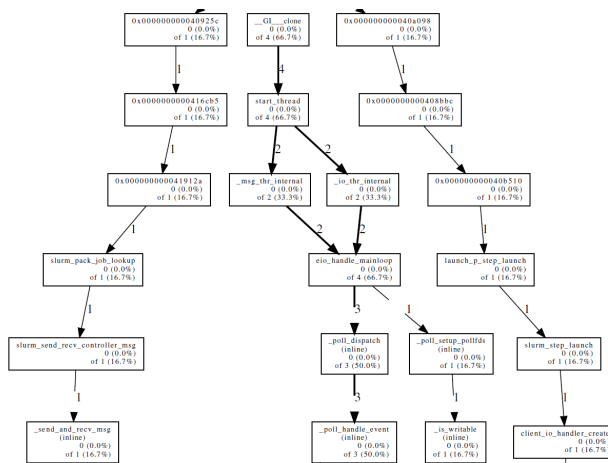 0x000000000040925c
0 (0.0%)
of 1 (16.7%)
__GI___clone
0 (0.0%)
of 4 (66.7%)
0x000000000040a098
0 (0.0%)
of 1 (16.7%)
1
4
1
0x0000000000416cb5
0 (0.0%)
of 1 (16.7%)
start_thread
0 (0.0%)
of 4 (66.7%)
0x0000000000408bbc
0 (0.0%)
of 1 (16.7%)
1
2
2
1
0x000000000041912a
0 (0.0%)
of 1 (16.7%)
_msg_thr_internal
0 (0.0%)
of 2 (33.3%)
_io_thr_internal
0 (0.0%)
of 2 (33.3%)
0x000000000040b510
0 (0.0%)
of 1 (16.7%)
1
2
2
1
slurm_pack_job_lookup
0 (0.0%)
of 1 (16.7%)
eio_handle_mainloop
0 (0.0%)
of 4 (66.7%)
launch_p_step_launch
0 (0.0%)
of 1 (16.7%)
1
3
1
1
slurm_send_recv_controller_msg
0 (0.0%)
of 1 (16.7%)
_poll_dispatch
(inline)
0 (0.0%)
of 3 (50.0%)
_poll_setup_pollfds
(inline)
0 (0.0%)
of 1 (16.7%)
slurm_step_launch
0 (0.0%)
of 1 (16.7%)
1
3
1
1
_send_and_recv_msg
(inline)
0 (0.0%)
of 1 (16.7%)
_poll_handle_event
(inline)
0 (0.0%)
of 3 (50.0%)
_is_writable
(inline)
0 (0.0%)
of 1 (16.7%)
client_io_handler_create
0 (0.0%)
of 1 (16.7%)